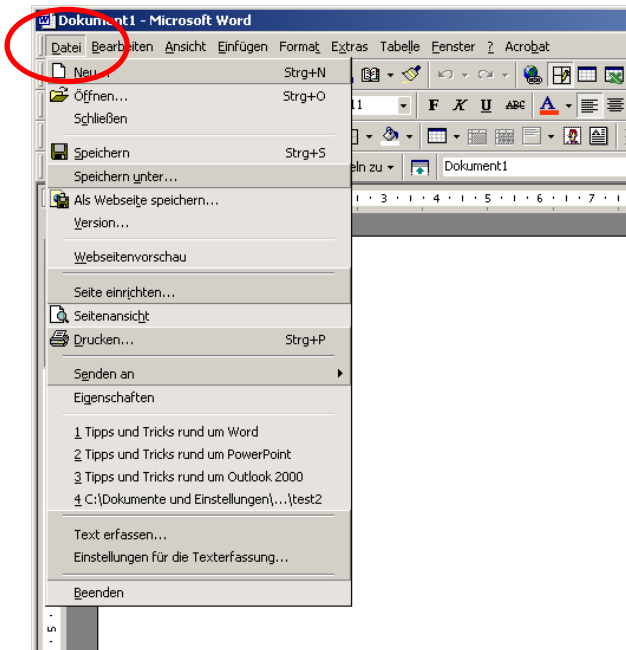 Dokument1 - Microsoft Word
Datei Bearbeiten Ansicht Einfügen Format Extras Tabelle Fenster ? Acrobat
Neu... Strg+N
Öffnen... Strg+O
11 F K U ABC A
Schließen
Speichern Strg+S
eln zu Dokument1
Speichern unter...
Als Webseite speichern...
3 4 5 6 7
Version...
Webseitenvorschau
Seite einrichten...
Seitenansicht
Drucken... Strg+P
Senden an
Eigenschaften
1 Tipps und Tricks rund um Word
2 Tipps und Tricks rund um PowerPoint
3 Tipps und Tricks rund um Outlook 2000
4 C:\Dokumente und Einstellungen\...\test2
Text erfassen...
Einstellungen für die Texterfassung...
Beenden
5